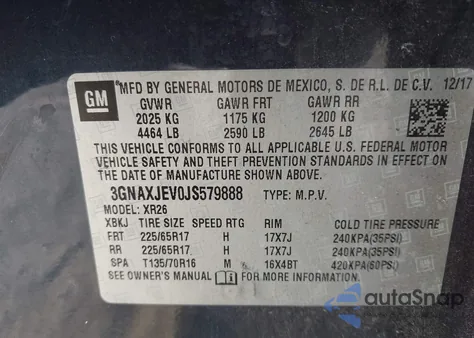 GM
MFD BY GENERAL MOTORS DE MEXICO, S. DE R.L. DE C.V. 12/17
GVWR GAWR FRT GAWR RR
2025 KG 1175 KG 1200 KG
4464 LB 2590 LB 2645 LB
THIS VEHICLE CONFORMS TO ALL APPLICABLE U.S. FEDERAL MOTOR
VEHICLE SAFETY AND THEFT PREVENTION STANDARDS IN EFFECT ON
THE DATE OF MANUFACTURE SHOWN ABOVE.
3GNAXJEV0JS579888 TYPE: M.P.V.
MODEL: XR26
XBKJ TIRE SIZE SPEED RTG RIM COLD TIRE PRESSURE
FRT 225/65R17 H 17X7J 240KPA(35PSI)
RR 225/65R17 H 17X7J 240KPA(35PSI)
SPA T135/70R16 M 16X4BT 420KPA(60PSI)
SEE OWNER'S MANUAL FOR MORE INFORMATION
autoSnap